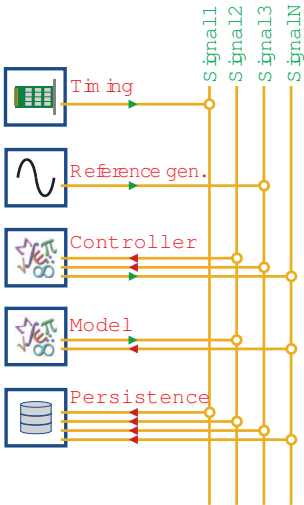 Signal1
Signal2
Signal3
SignalN
Timing
Reference gen.
Controller
Model
Persistence